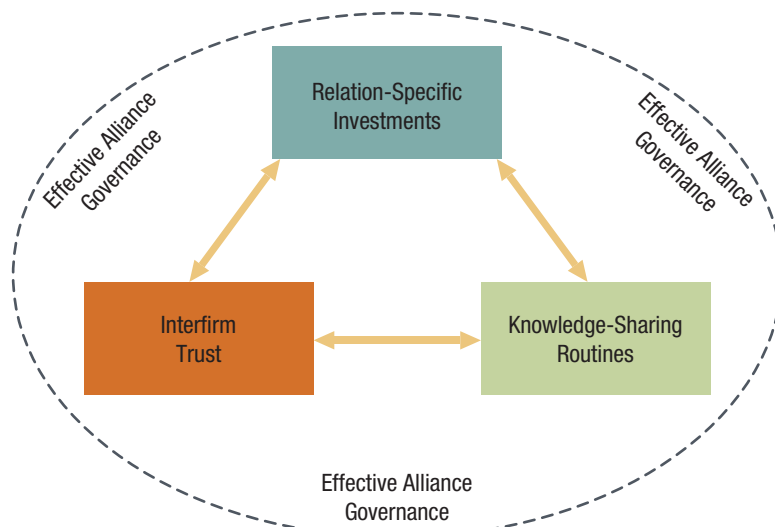 Relation-Specific
Investments
Effective Alliance
Governance
Effective Alliance
Governance
Interfirm
Trust
Knowledge-Sharing
Routines
Effective Alliance
Governance